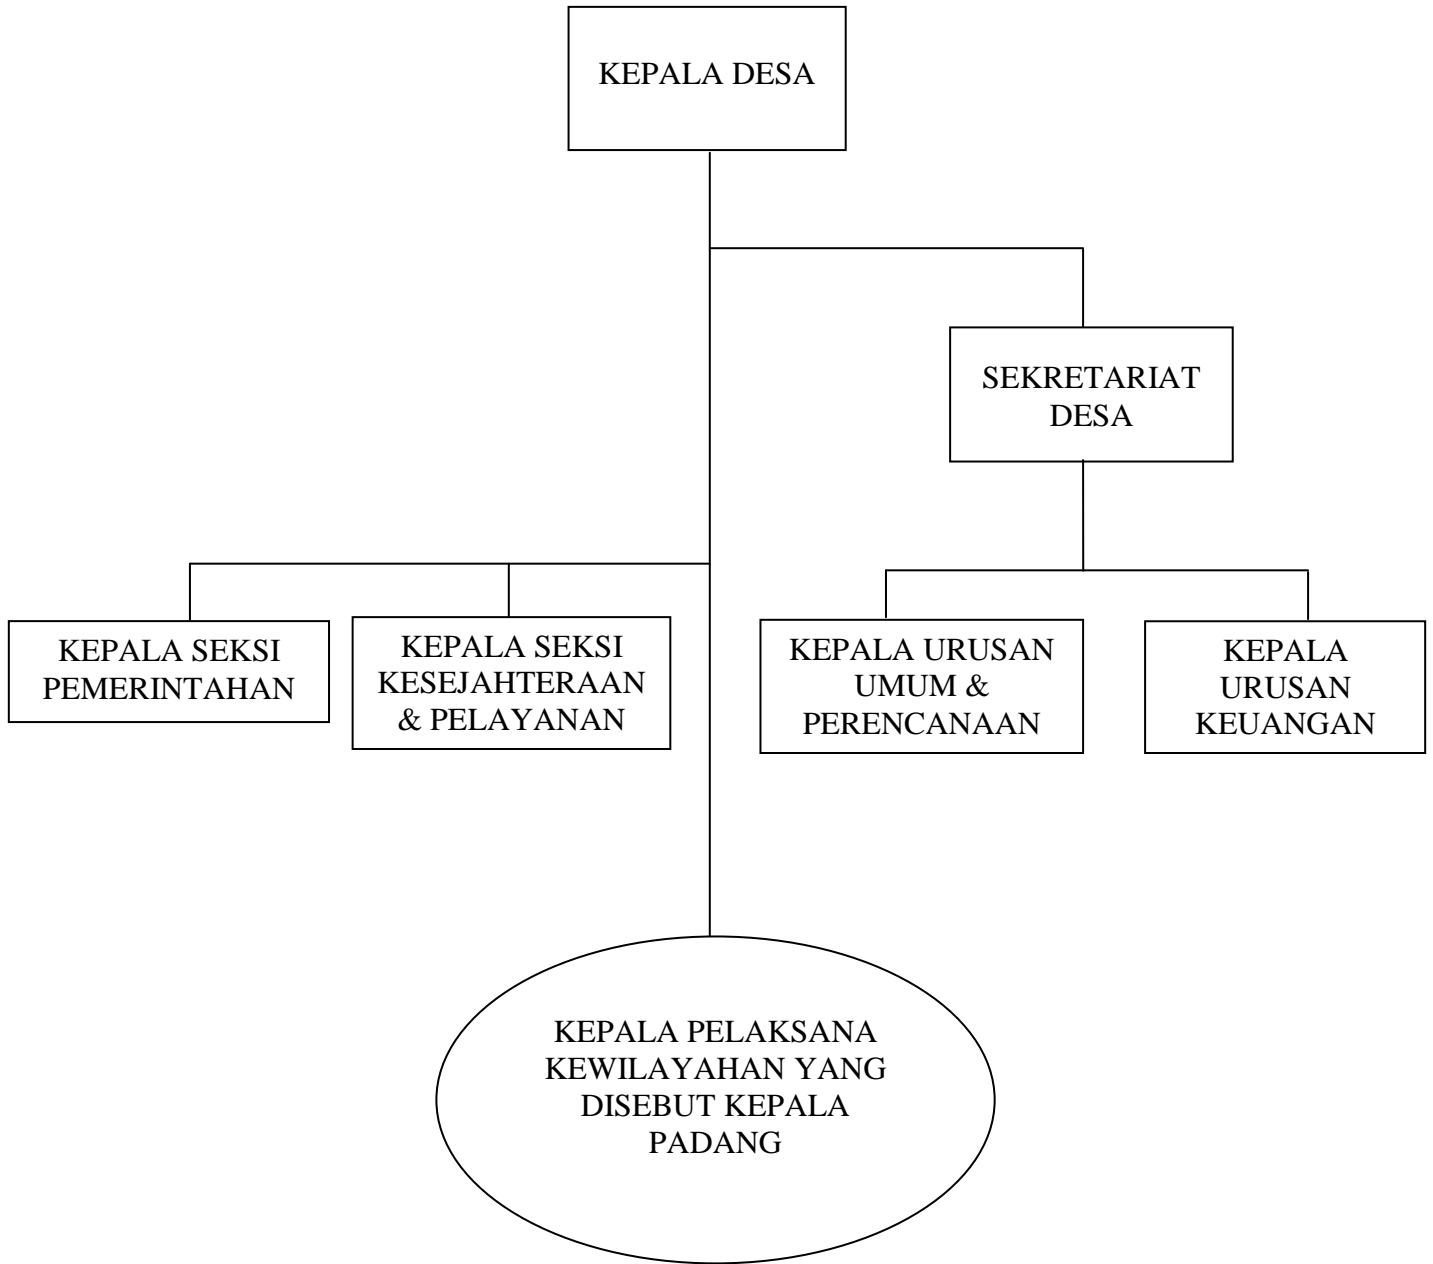 KEPALA DESA
SEKRETARIAT
DESA
KEPALA SEKSI
PEMERINTAHAN
KEPALA SEKSI
KESEJAHTERAAN
& PELAYANAN
KEPALA URUSAN
UMUM &
PERENCANAAN
KEPALA
URUSAN
KEUANGAN
KEPALA PELAKSANA
KEWILAYAHAN YANG
DISEBUT KEPALA
PADANG